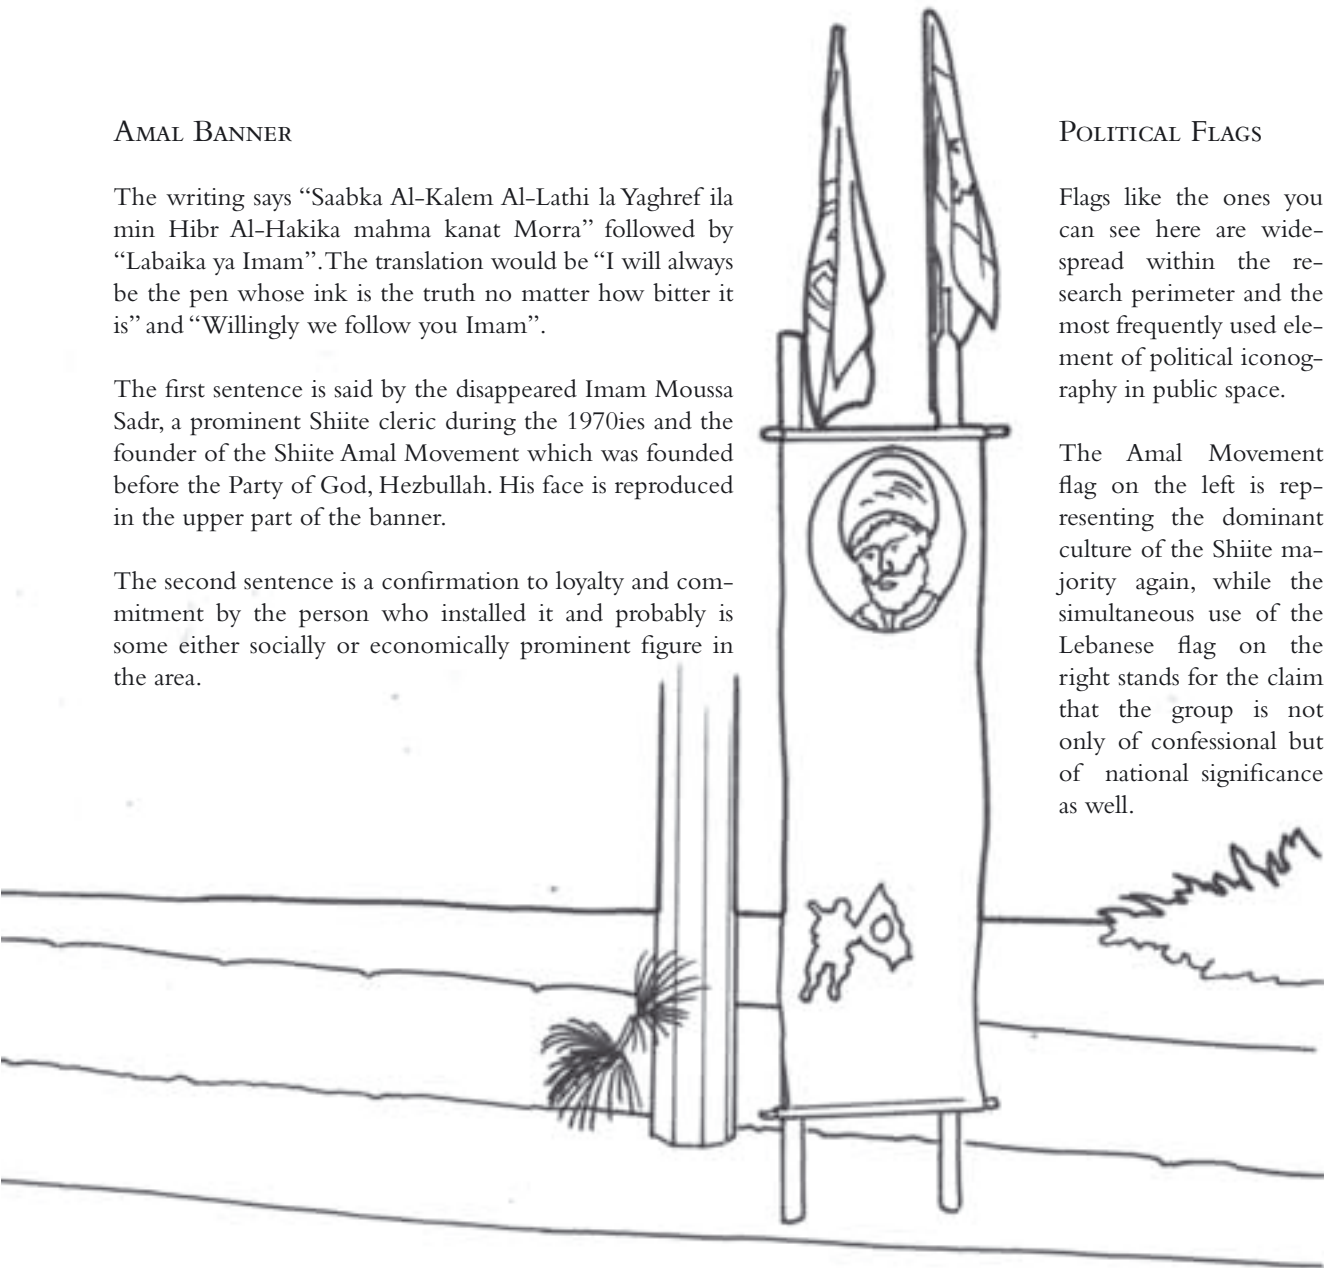 AMAL BANNER
The writing says “Saabka Al-Kalem Al-Lathi la Yaghref ila
min Hibr Al-Hakika mahma kanat Morra” followed by
“Labaika ya Imam”. The translation would be “I will always
be the pen whose ink is the truth no matter how bitter it
is” and “Willingly we follow you Imam”.
The first sentence is said by the disappeared Imam Moussa
Sadr, a prominent Shiite cleric during the 1970ies and the
founder of the Shiite Amal Movement which was founded
before the Party of God, Hezbullah. His face is reproduced
in the upper part of the banner.
The second sentence is a confirmation to loyalty and com-
mitment by the person who installed it and probably is
some either socially or economically prominent figure in
the area.
POLITICAL FLAGS
Flags like the ones you
can see here are wide-
spread within the re-
search perimeter and the
most frequently used ele-
ment of political iconog-
raphy in public space.
The Amal Movement
flag on the left is rep-
resenting the dominant
culture of the Shiite ma-
jority again, while the
simultaneous use of the
Lebanese flag on the
right stands for the claim
that the group is not
only of confessional but
of national significance
as well.